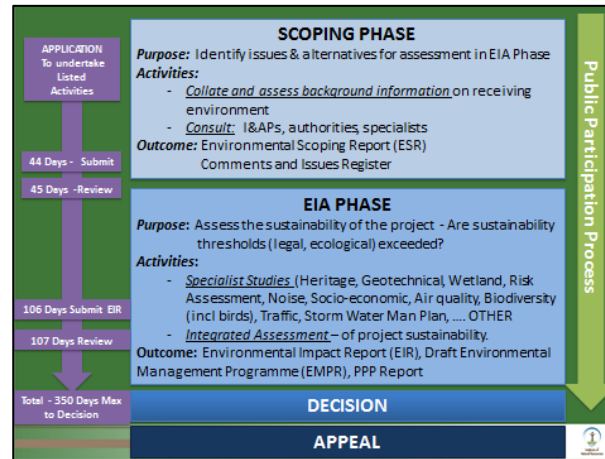 APPLICATION
To undertake
Listed
Activities
44 Days - Submit
45 Days -Review
106 Days Submit EIR
107 Days Review
Total - 350 Days Max
to Decision
SCOPING PHASE
Purpose: Identify issues & alternatives for assessment in EIA Phase
Activities:
- Collate and assess background information on receiving
environment
- Consult: I&APs, authorities, specialists
Outcome: Environmental Scoping Report (ESR)
Comments and Issues Register
EIA PHASE
Purpose: Assess the sustainability of the project - Are sustainability
thresholds (legal, ecological) exceeded?
Activities:
- Specialist Studies (Heritage, Geotechnical, Wetland, Risk
Assessment, Noise, Socio-economic, Air quality, Biodiversity
(incl birds), Traffic, Storm Water Man Plan, .... OTHER
- Integrated Assessment – of project sustainability.
Outcome: Environmental Impact Report (EIR), Draft Environmental
Management Programme (EMPR), PPP Report
DECISION
APPEAL
Public Participation Process